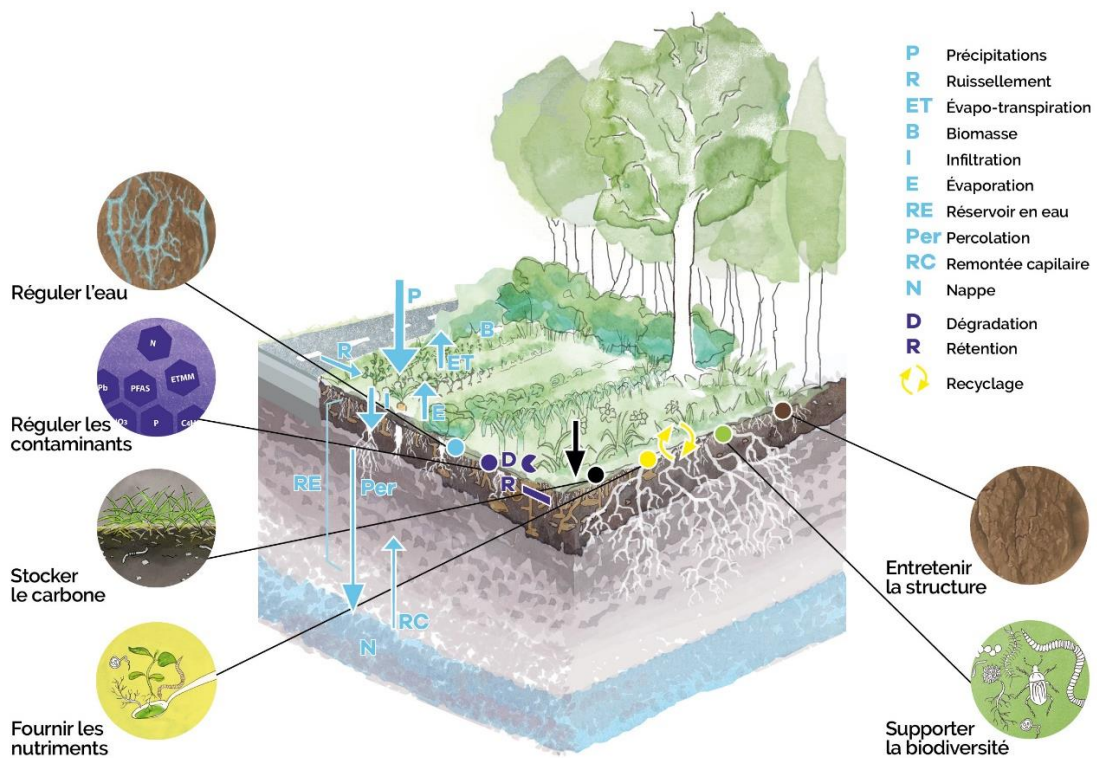 P Précipitations
R Ruissellement
ET Évapo-transpiration
B Biomasse
I Infiltration
E Évaporation
RE Réservoir en eau
Per Percolation
RC Remontée capilaire
N Nappe
D Dégradation
R Rétention
Recyclage
Réguler l'eau
N
Pb
PFAS
ETMM
P
Réguler les
contaminants
Stocker
le carbone
Fournir les
nutriments
P
B
R
ET
I
E
RE
Per
D
R
RC
N
Entretenir
la structure
Supporter
la biodiversité